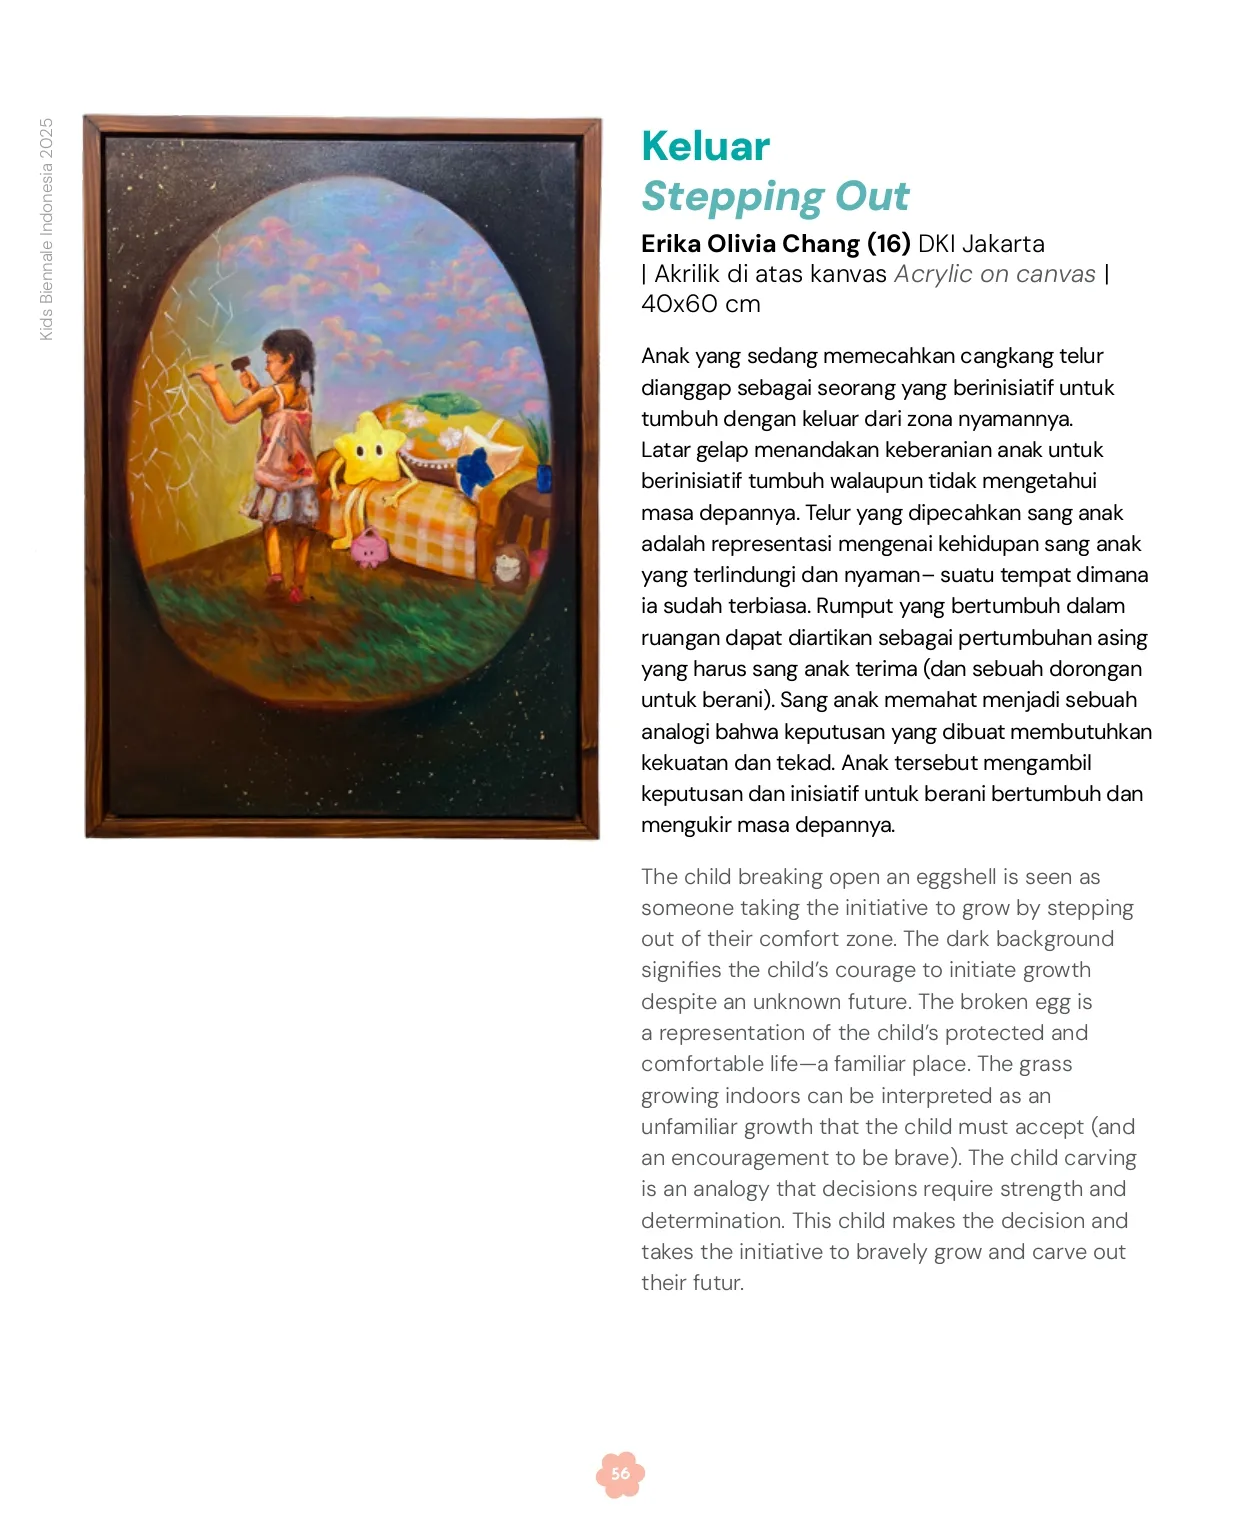 Kids Biennale Indonesia 2025
Keluar
Stepping Out
Erika Olivia Chang (16) DKI Jakarta
| Akrilik di atas kanvas Acrylic on canvas |
40x60 cm
Anak yang sedang memecahkan cangkang telur
dianggap sebagai seorang yang berinisiatif untuk
tumbuh dengan keluar dari zona nyamannya.
Latar gelap menandakan keberanian anak untuk
berinisiatif tumbuh walaupun tidak mengetahui
masa depannya. Telur yang dipecahkan sang anak
adalah representasi mengenai kehidupan sang anak
yang terlindungi dan nyaman– suatu tempat dimana
ia sudah terbiasa. Rumput yang bertumbuh dalam
ruangan dapat diartikan sebagai pertumbuhan asing
yang harus sang anak terima (dan sebuah dorongan
untuk berani). Sang anak memahat menjadi sebuah
analogi bahwa keputusan yang dibuat membutuhkan
kekuatan dan tekad. Anak tersebut mengambil
keputusan dan inisiatif untuk berani bertumbuh dan
mengukir masa depannya.
The child breaking open an eggshell is seen as
someone taking the initiative to grow by stepping
out of their comfort zone. The dark background
signifies the child’s courage to initiate growth
despite an unknown future. The broken egg is
a representation of the child’s protected and
comfortable life—a familiar place. The grass
growing indoors can be interpreted as an
unfamiliar growth that the child must accept (and
an encouragement to be brave). The child carving
is an analogy that decisions require strength and
determination. This child makes the decision and
takes the initiative to bravely grow and carve out
their futur.
56